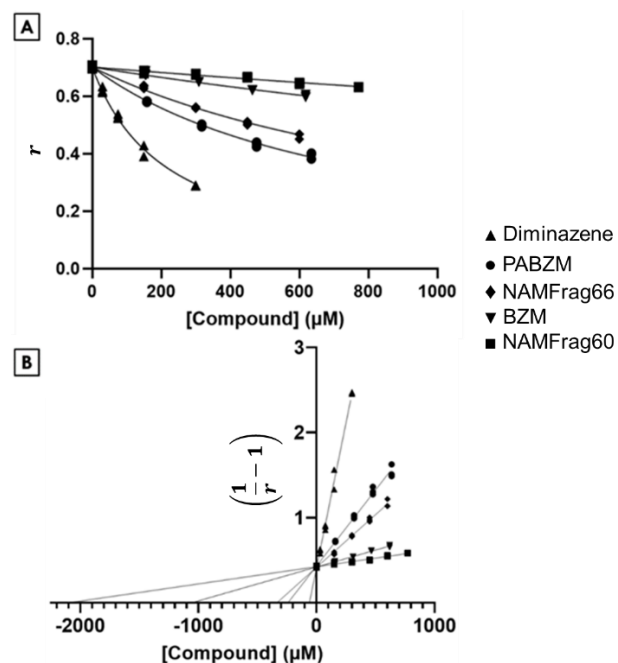 A
0.8
0.6
r
0.4
0.2
0.0
0 200 400 600 800 1000
[Compound] (µM)
▲ Diminazene
● PABZM
◆ NAMFrag66
▼ BZM
■ NAMFrag60
B
3
2
(1/r − 1)
1
-2000 -1000 0 1000
[Compound] (µM)